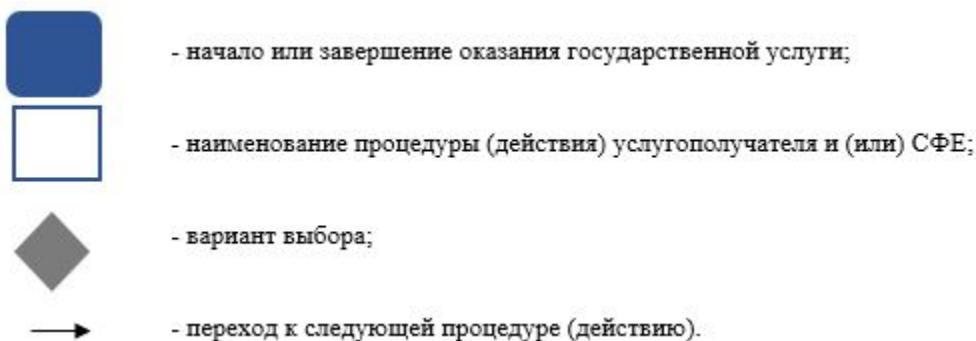 - начало или завершение оказания государственной услуги;
- наименование процедуры (действия) услугополучателя и (или) СФЕ;
- вариант выбора;
- переход к следующей процедуре (действию).